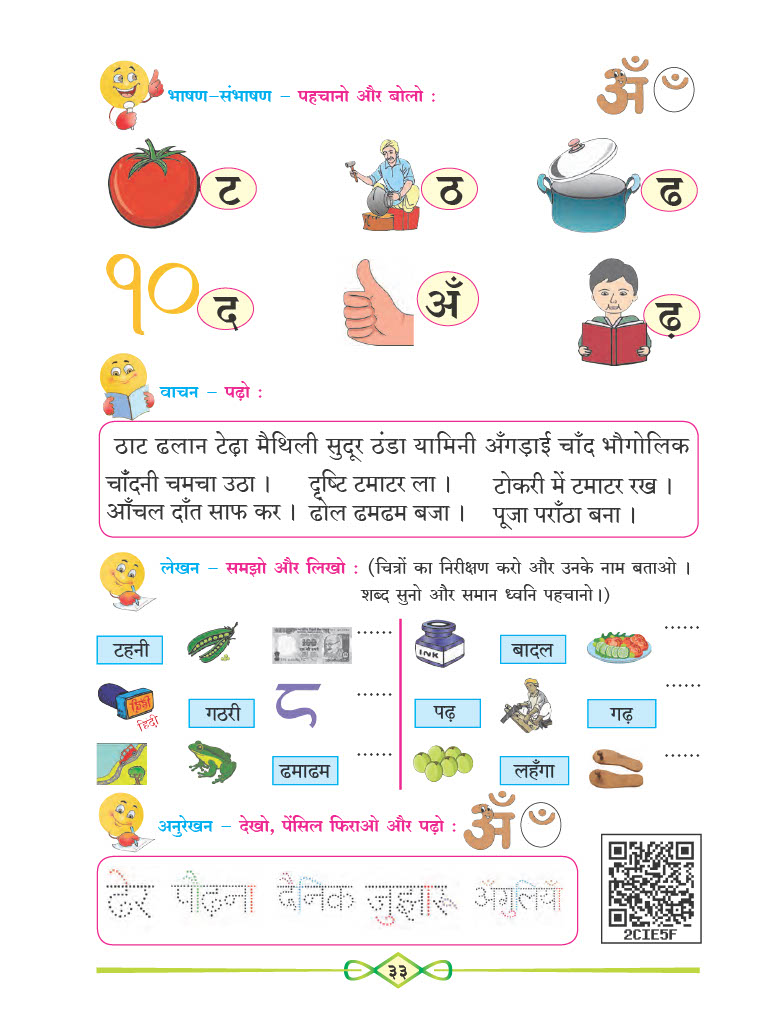 भाषण–संभाषण – पहचानो और बोलो :
अँ
ट
ठ
ढ
१०
द
अँ
ढ़
वाचन – पढ़ो :
ठाट ढलान टेढ़ा मैथिली सुदूर ठंडा यामिनी अँगड़ाई चाँद भौगोलिक
चाँदनी चमचा उठा । दृष्टि टमाटर ला । टोकरी में टमाटर रख ।
आँचल दाँत साफ कर । ढोल ढमढम बजा । पूजा पराँठा बना ।
लेखन – समझो और लिखो : (चित्रों का निरीक्षण करो और उनके नाम बताओ ।
शब्द सुनो और समान ध्वनि पहचानो।)
टहनी
100
......
INK
बादल
......
हिंदी
हिंदी
गठरी
......
पढ़
गढ़
......
ढमाढम
......
लहँगा
......
अनुरेखन – देखो, पेंसिल फिराओ और पढ़ो :
अँ
ढेर पौढ़ना दैनिक जुझारू अँगुलियाँ
2CIE5F
३३